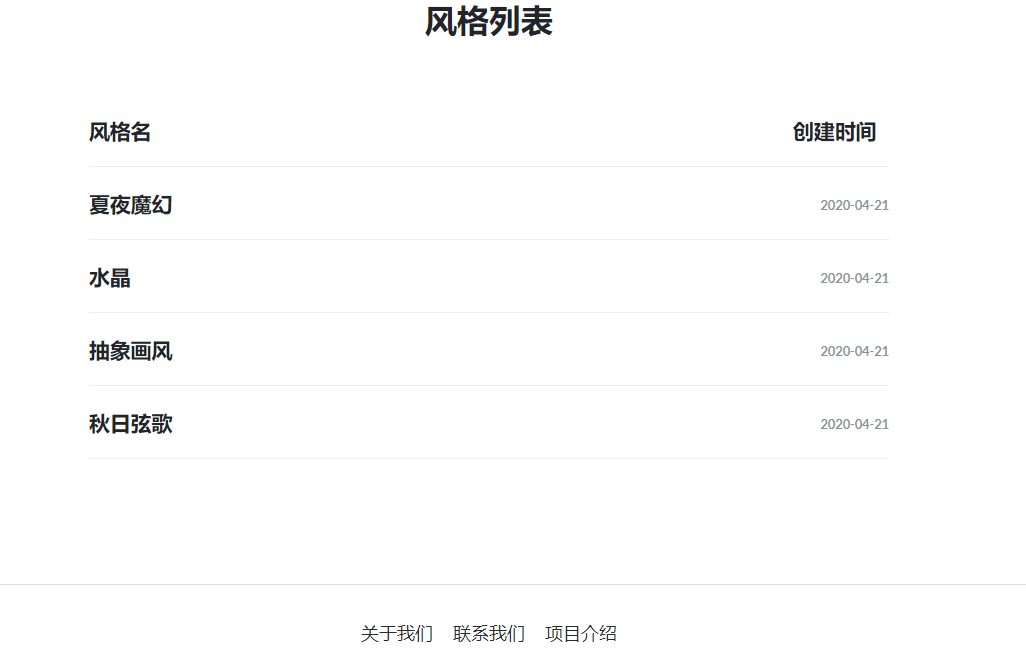 风格列表
风格名 创建时间
夏夜魔幻 2020-04-21
水晶 2020-04-21
抽象画风 2020-04-21
秋日弦歌 2020-04-21
关于我们 联系我们 项目介绍